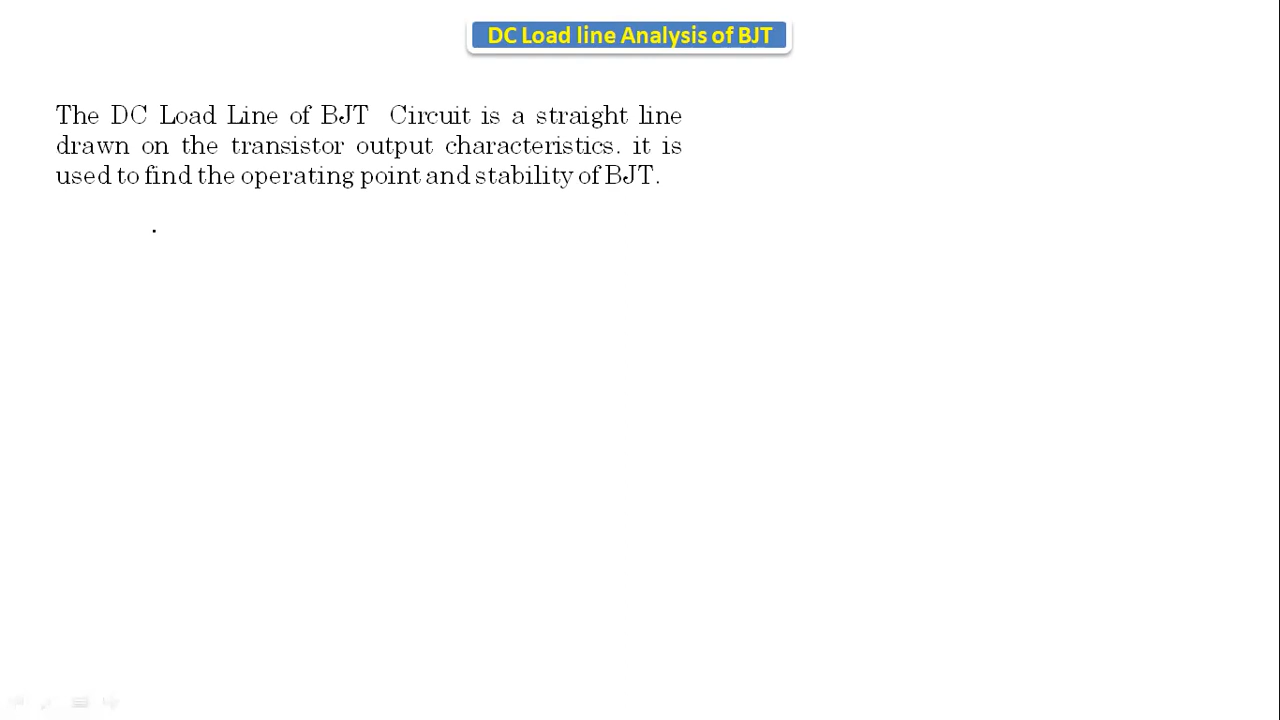 DC Load line Analysis of BJT
The DC Load Line of BJT Circuit is a straight line
drawn on the transistor output characteristics. it is
used to find the operating point and stability of BJT.
.